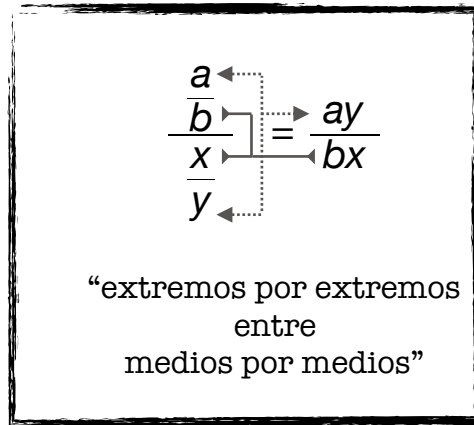 a
b
x
y
=
ay
bx
“extremos por extremos
entre
medios por medios”